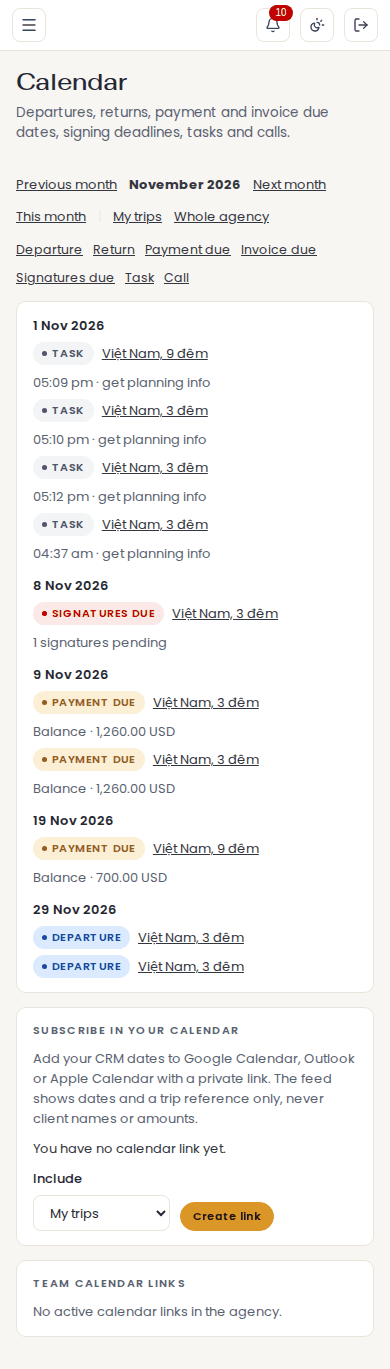 10
Calendar
Departures, returns, payment and invoice due
dates, signing deadlines, tasks and calls.
Previous month November 2026 Next month
This month My trips Whole agency
Departure Return Payment due Invoice due
Signatures due Task Call
1 Nov 2026
TASK Việt Nam, 9 đêm
05:09 pm · get planning info
TASK Việt Nam, 3 đêm
05:10 pm · get planning info
TASK Việt Nam, 3 đêm
05:12 pm · get planning info
TASK Việt Nam, 3 đêm
04:37 am · get planning info
8 Nov 2026
SIGNATURES DUE Việt Nam, 3 đêm
1 signatures pending
9 Nov 2026
PAYMENT DUE Việt Nam, 3 đêm
Balance · 1,260.00 USD
PAYMENT DUE Việt Nam, 3 đêm
Balance · 1,260.00 USD
19 Nov 2026
PAYMENT DUE Việt Nam, 9 đêm
Balance · 700.00 USD
29 Nov 2026
DEPARTURE Việt Nam, 3 đêm
DEPARTURE Việt Nam, 3 đêm
SUBSCRIBE IN YOUR CALENDAR
Add your CRM dates to Google Calendar, Outlook
or Apple Calendar with a private link. The feed
shows dates and a trip reference only, never
client names or amounts.
You have no calendar link yet.
Include
My trips Create link
TEAM CALENDAR LINKS
No active calendar links in the agency.